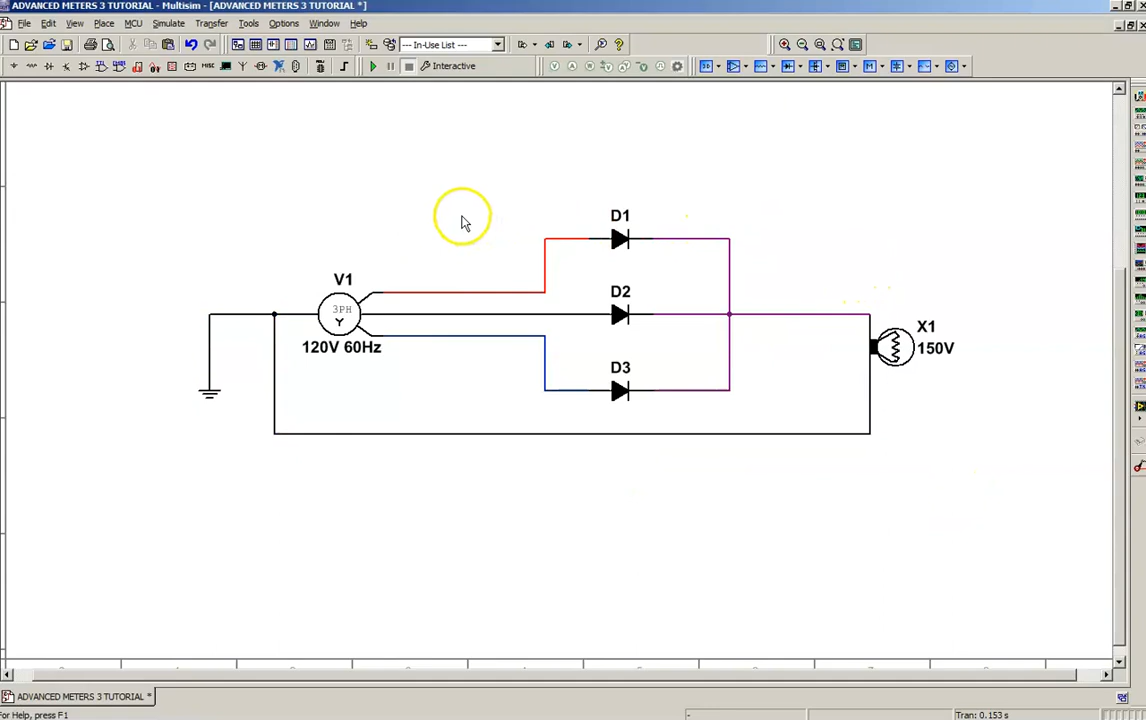 ADVANCED METERS 3 TUTORIAL - Multisim - [ADVANCED METERS 3 TUTORIAL *]
File Edit View Place MCU Simulate Transfer Tools Options Window Help
--- In-Use List ---
Interactive
D1
V1
3PH
Y
120V 60Hz
D2
X1
150V
D3
ADVANCED METERS 3 TUTORIAL *
For Help, press F1
-
Tran: 0.153 s